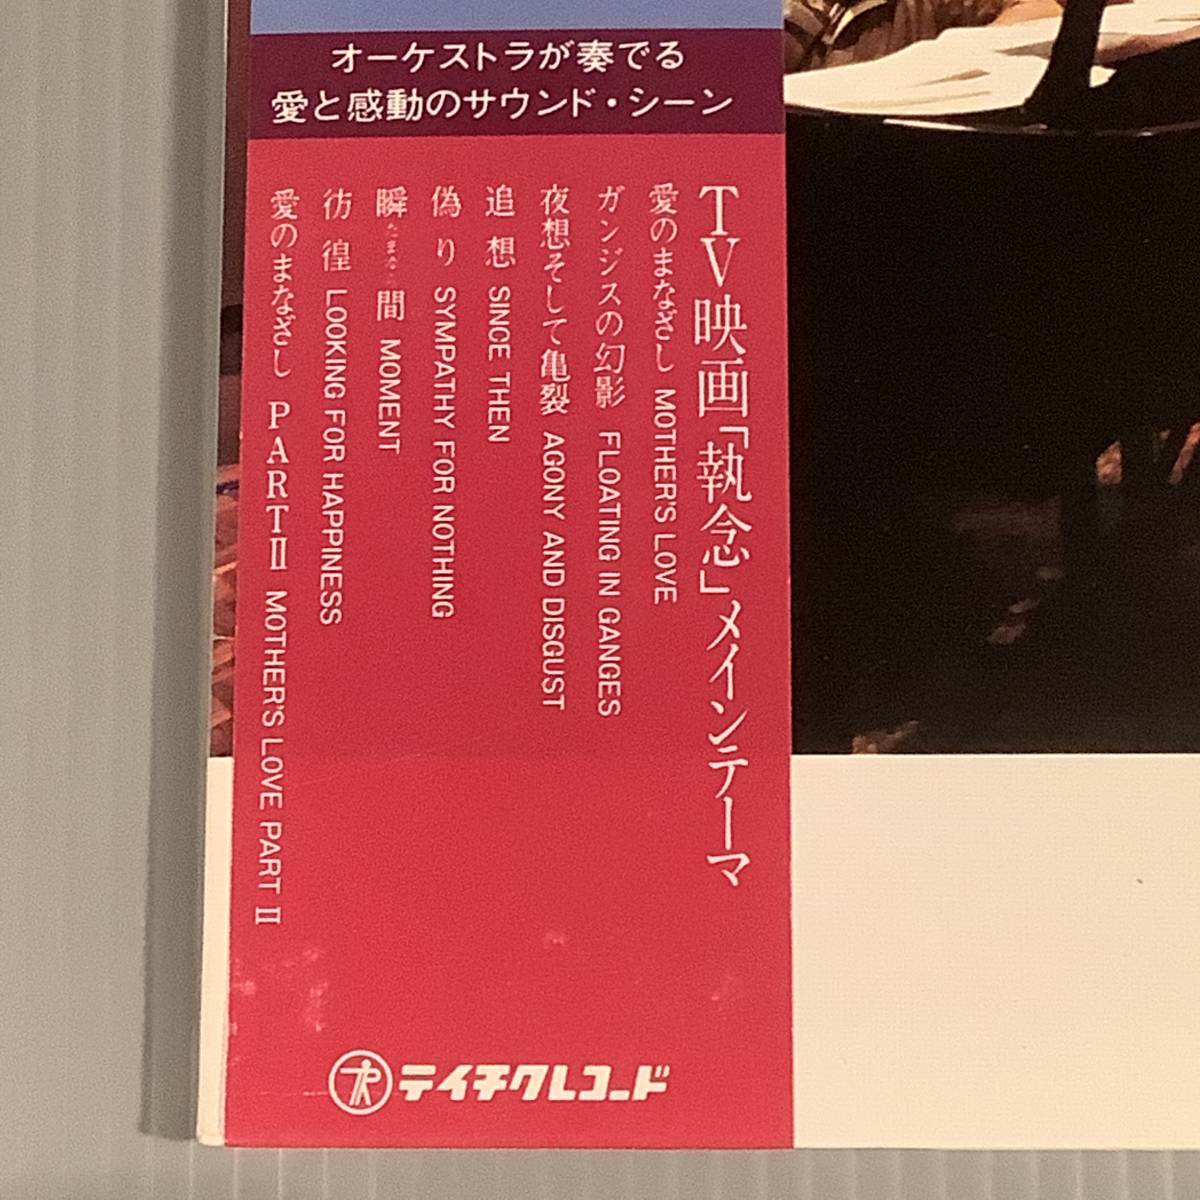 オーケストラが奏でる
愛と感動のサウンド・シーン
TV映画「執念」メインテーマ
愛のまなざし MOTHER'S LOVE
ガンジスの幻影 FLOATING IN GANGES
夜想そして亀裂 AGONY AND DISGUST
追想 SINCE THEN
偽り SYMPATHY FOR NOTHING
瞬間 MOMENT
彷徨 LOOKING FOR HAPPINESS
愛のまなざし PART II MOTHER'S LOVE PART II
テイチクレコード